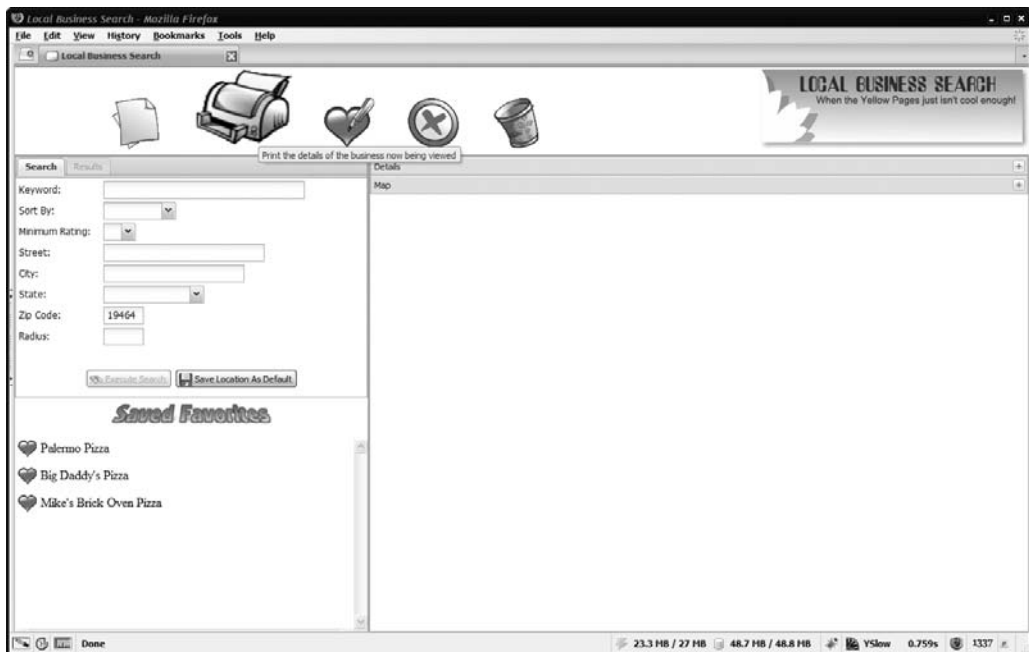 Local Business Search - Mozilla Firefox
File Edit View History Bookmarks Tools Help
Local Business Search
LOCAL BUSINESS SEARCH
When the Yellow Pages just isn't cool enough!
Print the details of the business now being viewed
Search Results
Details
Map
Keyword:
Sort By:
Minimum Rating:
Street:
City:
State:
Zip Code: 19464
Radius:
Execute Search Save Location As Default
Saved Favorites
Palermo Pizza
Big Daddy's Pizza
Mike's Brick Oven Pizza
Done 23.3 MB / 27 MB 48.7 MB / 48.8 MB YSlow 0.759s 1337